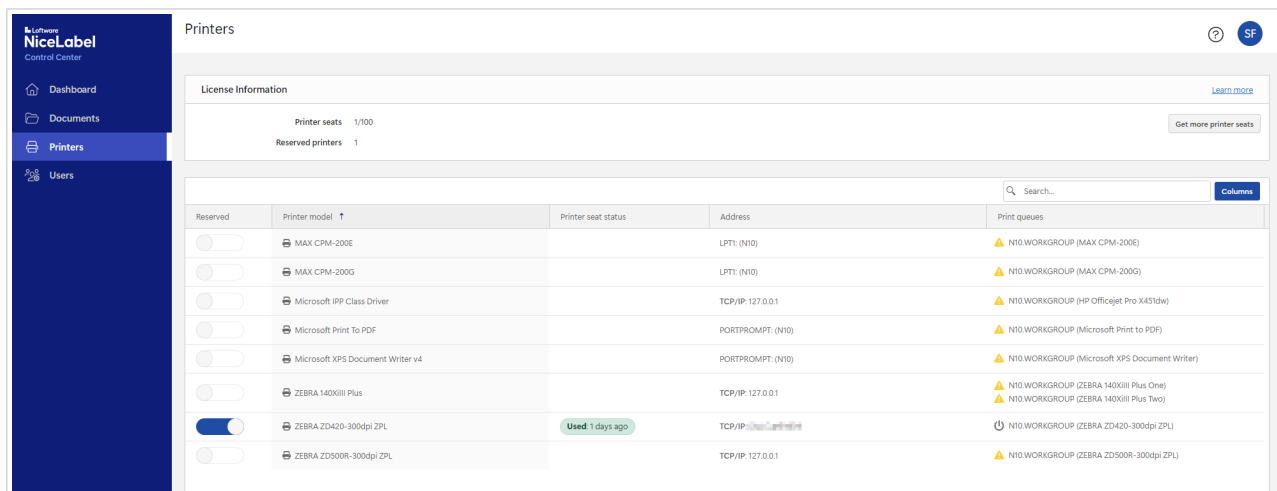 Loftware
NiceLabel
Control Center
Dashboard
Documents
Printers
Users
Printers
?
SF
License Information
Learn more
Printer seats 1/100
Get more printer seats
Reserved printers 1
Search...
Columns
Reserved Printer model ↑ Printer seat status Address Print queues
MAX CPM-200E LPT1: (N10) N10.WORKGROUP (MAX CPM-200E)
MAX CPM-200G LPT1: (N10) N10.WORKGROUP (MAX CPM-200G)
Microsoft IPP Class Driver TCP/IP: 127.0.0.1 N10.WORKGROUP (HP Officejet Pro X451dw)
Microsoft Print To PDF PORTPROMPT: (N10) N10.WORKGROUP (Microsoft Print to PDF)
Microsoft XPS Document Writer v4 PORTPROMPT: (N10) N10.WORKGROUP (Microsoft XPS Document Writer)
ZEBRA 140XiIII Plus TCP/IP: 127.0.0.1 N10.WORKGROUP (ZEBRA 140XiIII Plus One)
N10.WORKGROUP (ZEBRA 140XiIII Plus Two)
ZEBRA ZD420-300dpi ZPL Used: 1 days ago TCP/IP: N10.WORKGROUP (ZEBRA ZD420-300dpi ZPL)
ZEBRA ZD500R-300dpi ZPL TCP/IP: 127.0.0.1 N10.WORKGROUP (ZEBRA ZD500R-300dpi ZPL)